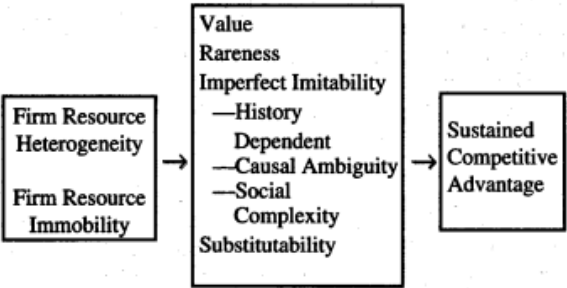 Firm Resource
Heterogeneity
Firm Resource
Immobility
→
Value
Rareness
Imperfect Imitability
—History
Dependent
—Causal Ambiguity
—Social
Complexity
Substitutability
→
Sustained
Competitive
Advantage